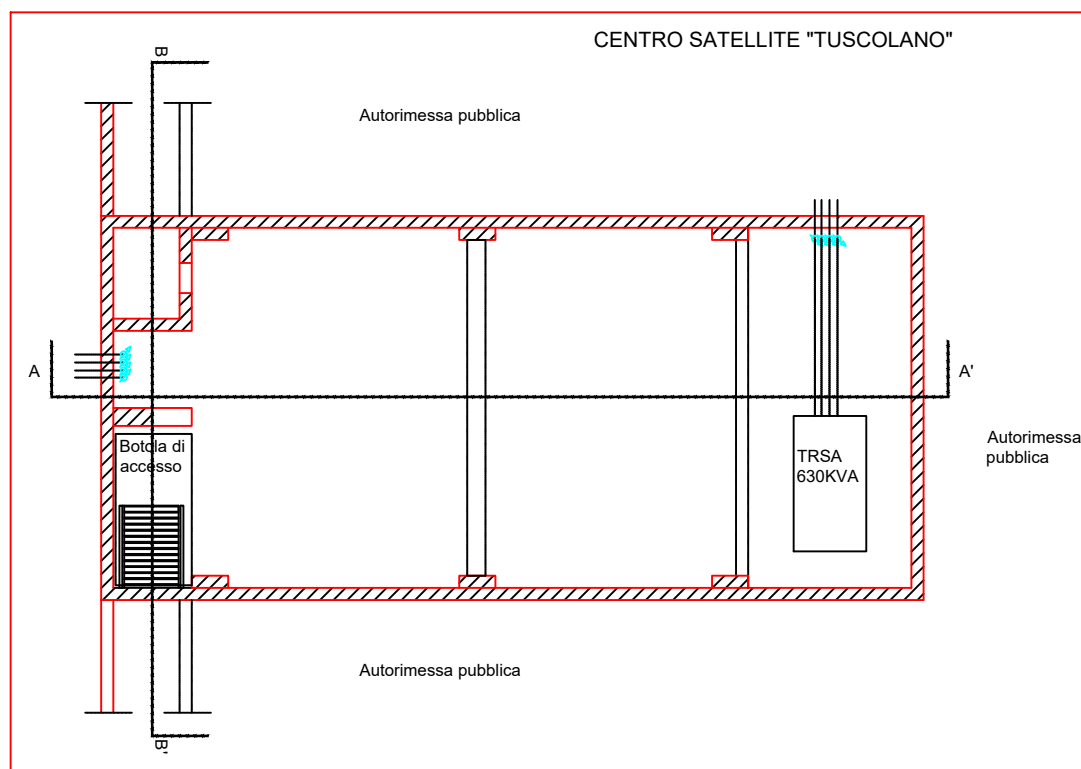 CENTRO SATELLITE "TUSCOLANO"
B
Autorimessa pubblica
A
A'
Autorimessa
pubblica
Botola di
accesso
TRSA
630KVA
Autorimessa pubblica
B'